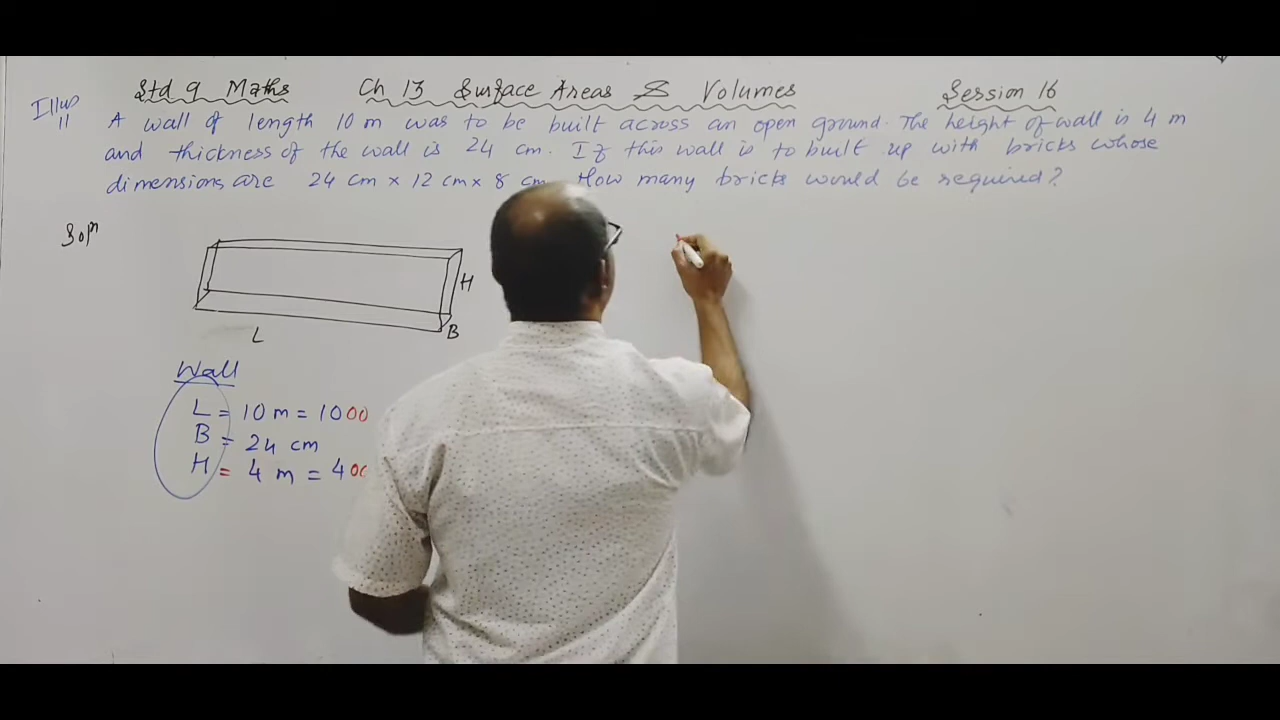 Std 9 Maths Ch 13 Surface Areas & Volumes Session 16
Illus 11
A wall of length 10 m was to be built across an open ground. The height of wall is 4 m
and thickness of the wall is 24 cm. If this wall is to built up with bricks whose
dimensions are 24 cm x 12 cm x 8 cm. How many bricks would be required?
Solⁿ
H
L B
Wall
L = 10 m = 1000
B = 24 cm
H = 4 m = 400